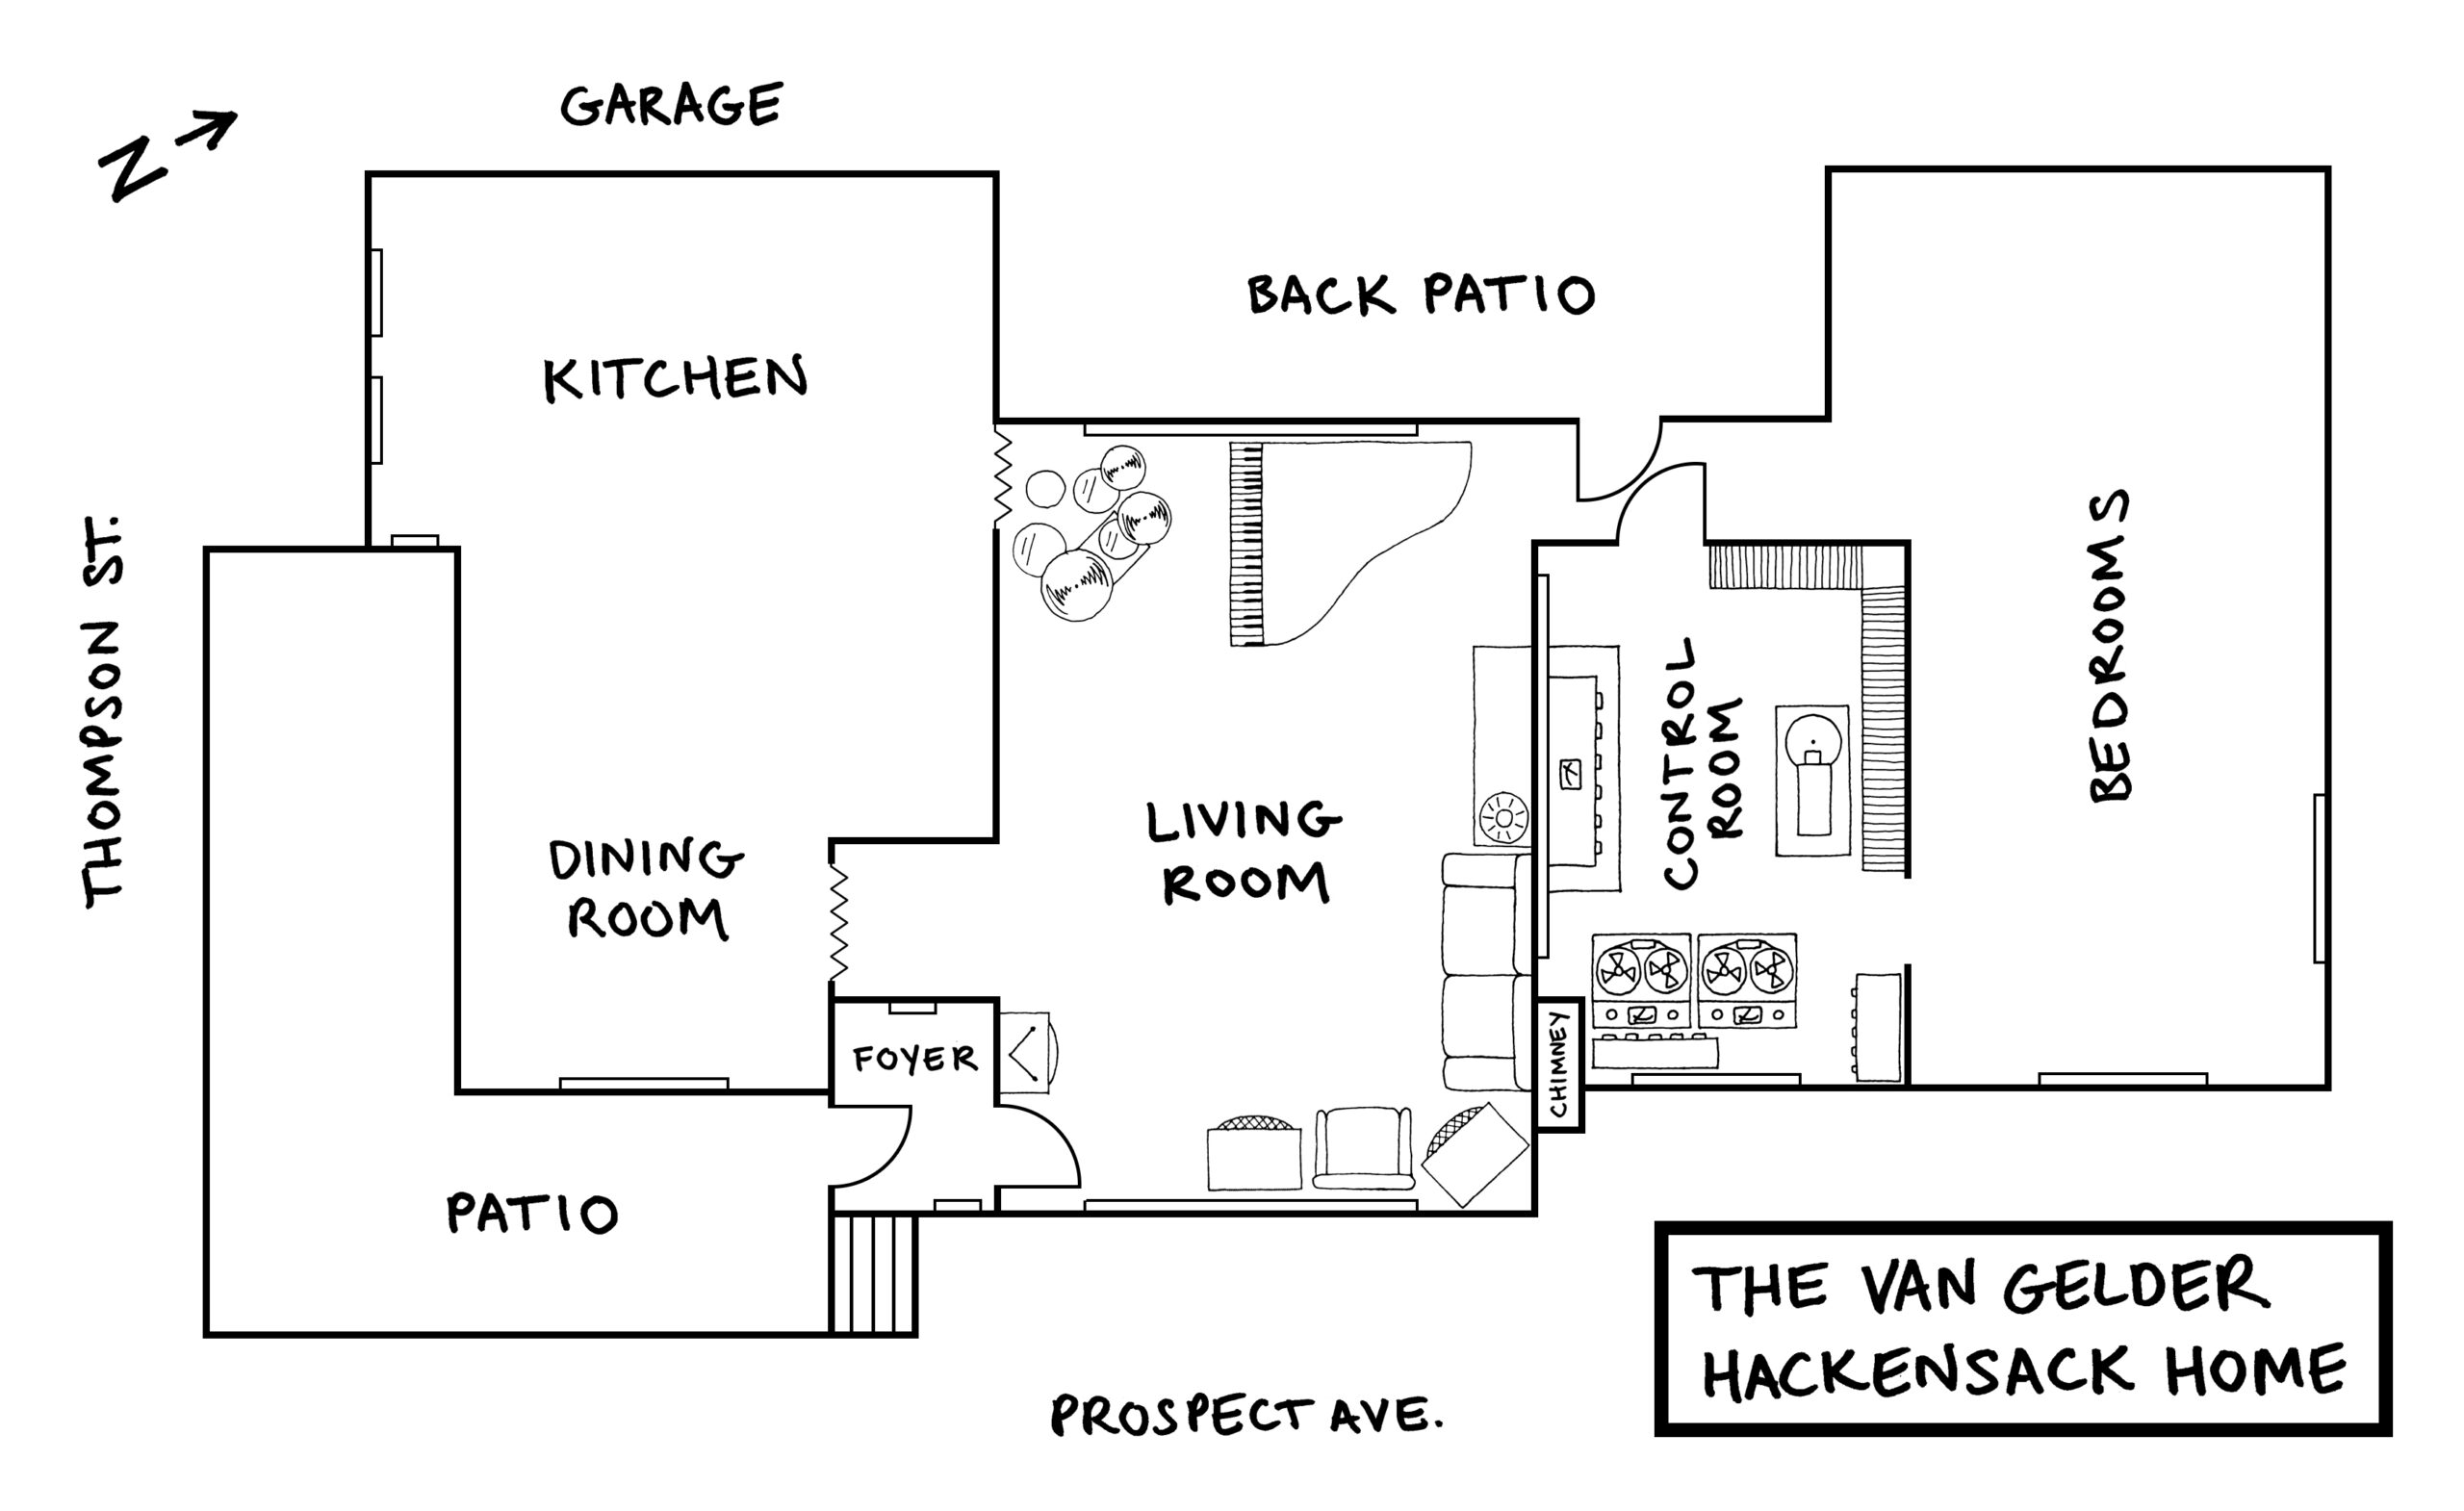 GARAGE
N
BACK PATIO
KITCHEN
THOMPSON ST.
BEDROOMS
CONTROL
ROOM
LIVING
ROOM
DINING
ROOM
FOYER
CHIMNEY
PATIO
THE VAN GELDER
HACKENSACK HOME
PROSPECT AVE.